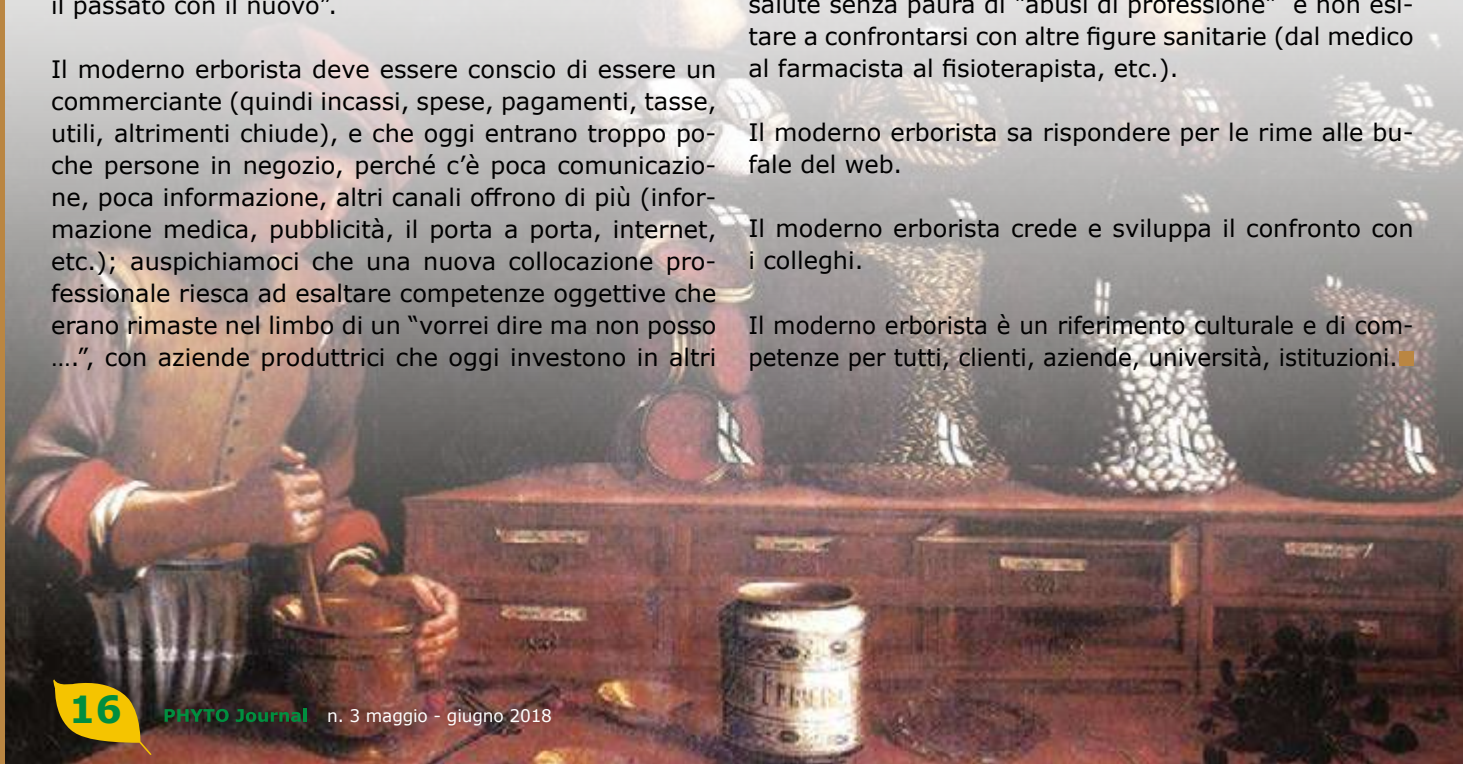 il passato con il nuovo”.
Il moderno erborista deve essere conscio di essere un
commerciante (quindi incassi, spese, pagamenti, tasse,
utili, altrimenti chiude), e che oggi entrano troppo po-
che persone in negozio, perché c’è poca comunicazio-
ne, poca informazione, altri canali offrono di più (infor-
mazione medica, pubblicità, il porta a porta, internet,
etc.); auspichiamoci che una nuova collocazione pro-
fessionale riesca ad esaltare competenze oggettive che
erano rimaste nel limbo di un “vorrei dire ma non posso
....”, con aziende produttrici che oggi investono in altri
salute senza paura di “abusi di professione” e non esi-
tare a confrontarsi con altre figure sanitarie (dal medico
al farmacista al fisioterapista, etc.).
Il moderno erborista sa rispondere per le rime alle bu-
fale del web.
Il moderno erborista crede e sviluppa il confronto con
i colleghi.
Il moderno erborista è un riferimento culturale e di com-
petenze per tutti, clienti, aziende, università, istituzioni.
16 PHYTO Journal n. 3 maggio - giugno 2018